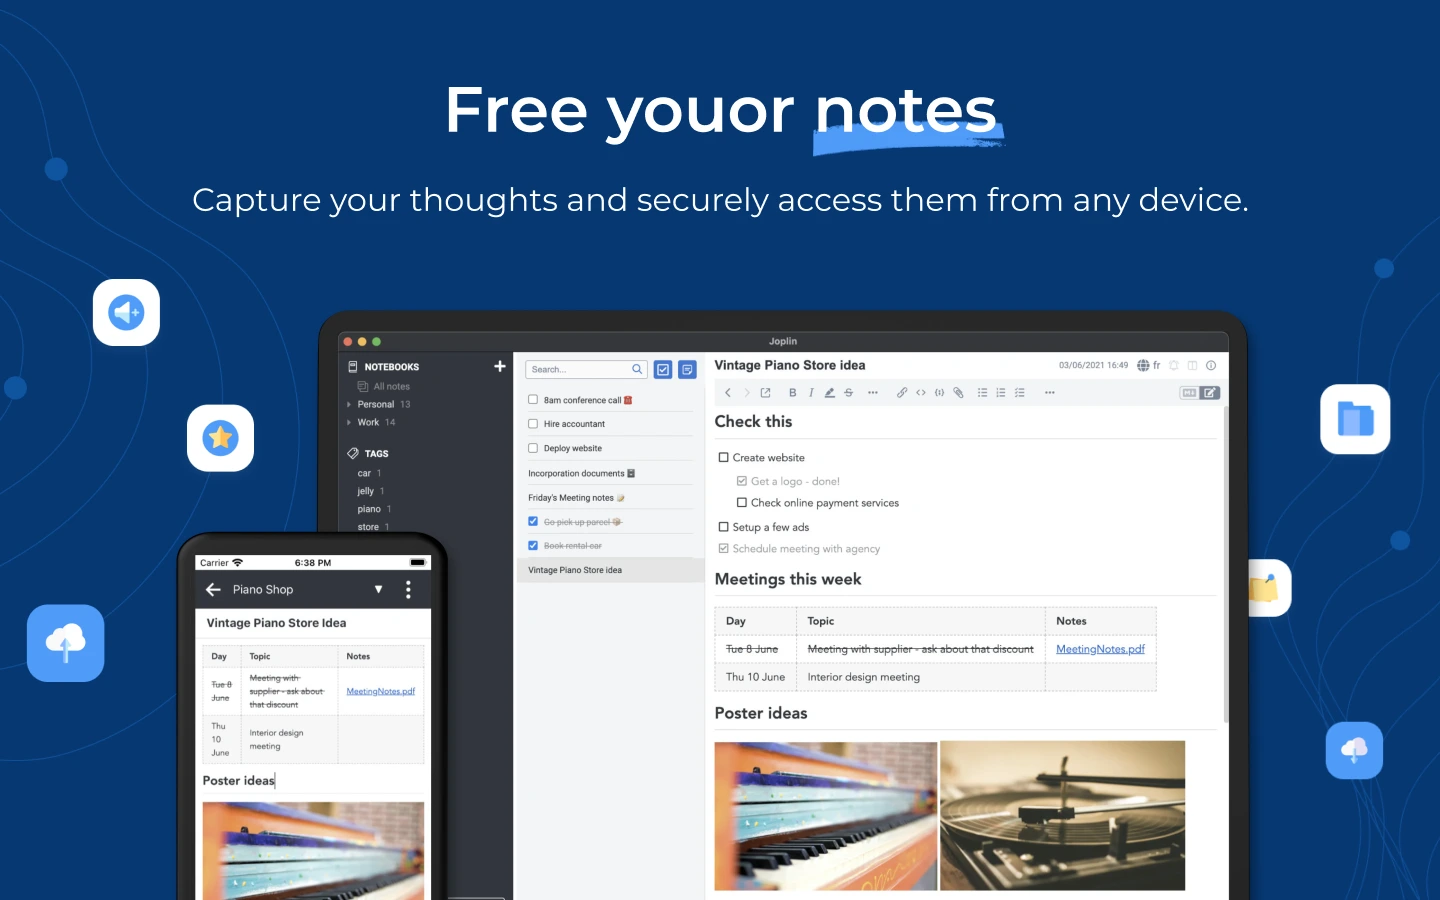 Free youor notes
Capture your thoughts and securely access them from any device.
Joplin
NOTEBOOKS
All notes
Personal 13
Work 14
TAGS
car 1
jelly 1
piano 1
store 1
Search...
8am conference call
Hire accountant
Deploy website
Incorporation documents
Friday's Meeting notes
Go pick up parcel
Book rental car
Vintage Piano Store idea
Vintage Piano Store idea
03/06/2021 16:49 fr
B I S
Check this
Create website
Get a logo - done!
Check online payment services
Setup a few ads
Schedule meeting with agency
Meetings this week
Day Topic Notes
Tue 8 June Meeting with supplier - ask about that discount MeetingNotes.pdf
Thu 10 June Interior design meeting
Poster ideas
Carrier 6:38 PM
Piano Shop
Vintage Piano Store Idea
Day Topic Notes
Tue 8
June
Meeting with
supplier - ask about
that discount
MeetingNotes.pdf
Thu
10
June
Interior design
meeting
Poster ideas